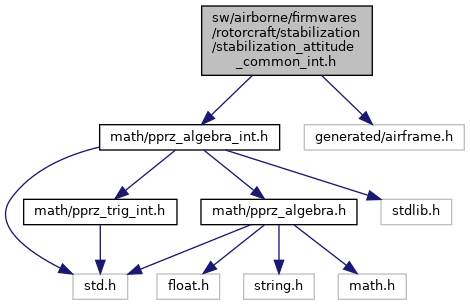 sw/airborne/firmwares
/rotorcraft/stabilization
/stabilization_attitude
_common_int.h
math/pprz_algebra_int.h
generated/airframe.h
math/pprz_trig_int.h
math/pprz_algebra.h
stdlib.h
std.h
float.h
string.h
math.h